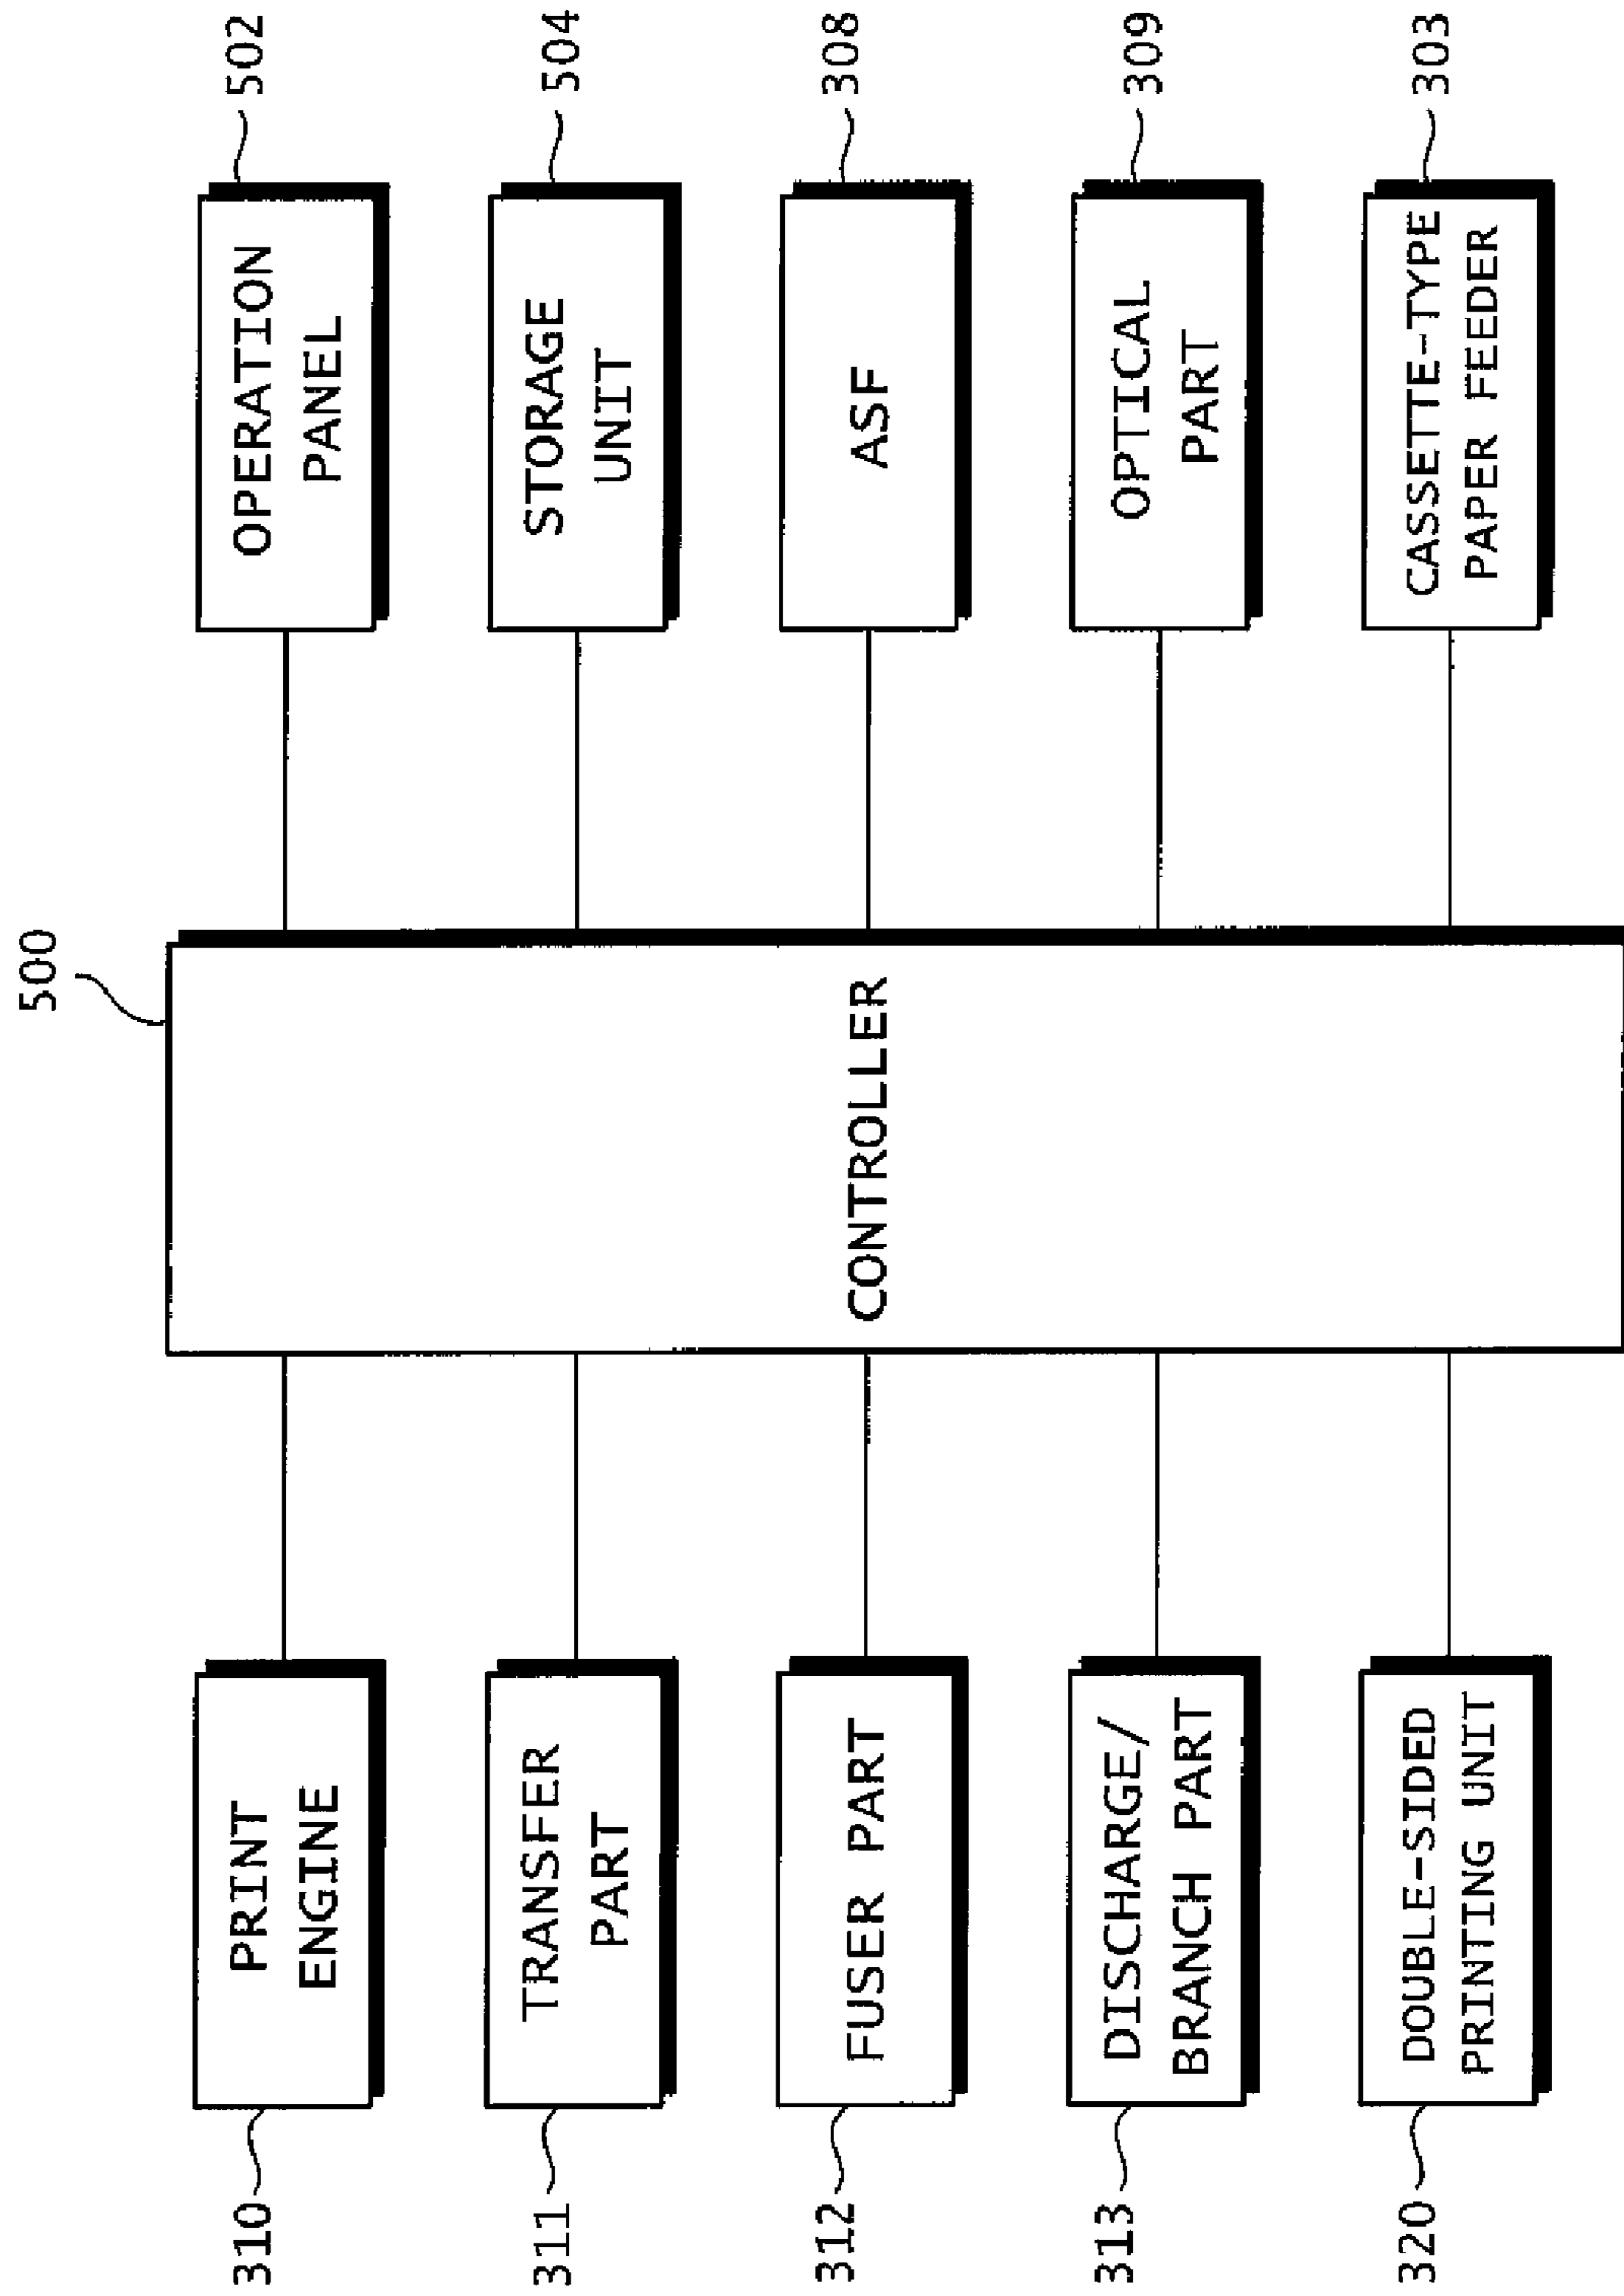 500
310
PRINT
ENGINE
OPERATION
PANEL
502
311
TRANSFER
PART
STORAGE
UNIT
504
312
FUSER PART
CONTROLLER
ASF
308
313
DISCHARGE/
BRANCH PART
OPTICAL
PART
309
320
DOUBLE-SIDED
PRINTING UNIT
CASSETTE-TYPE
PAPER FEEDER
303